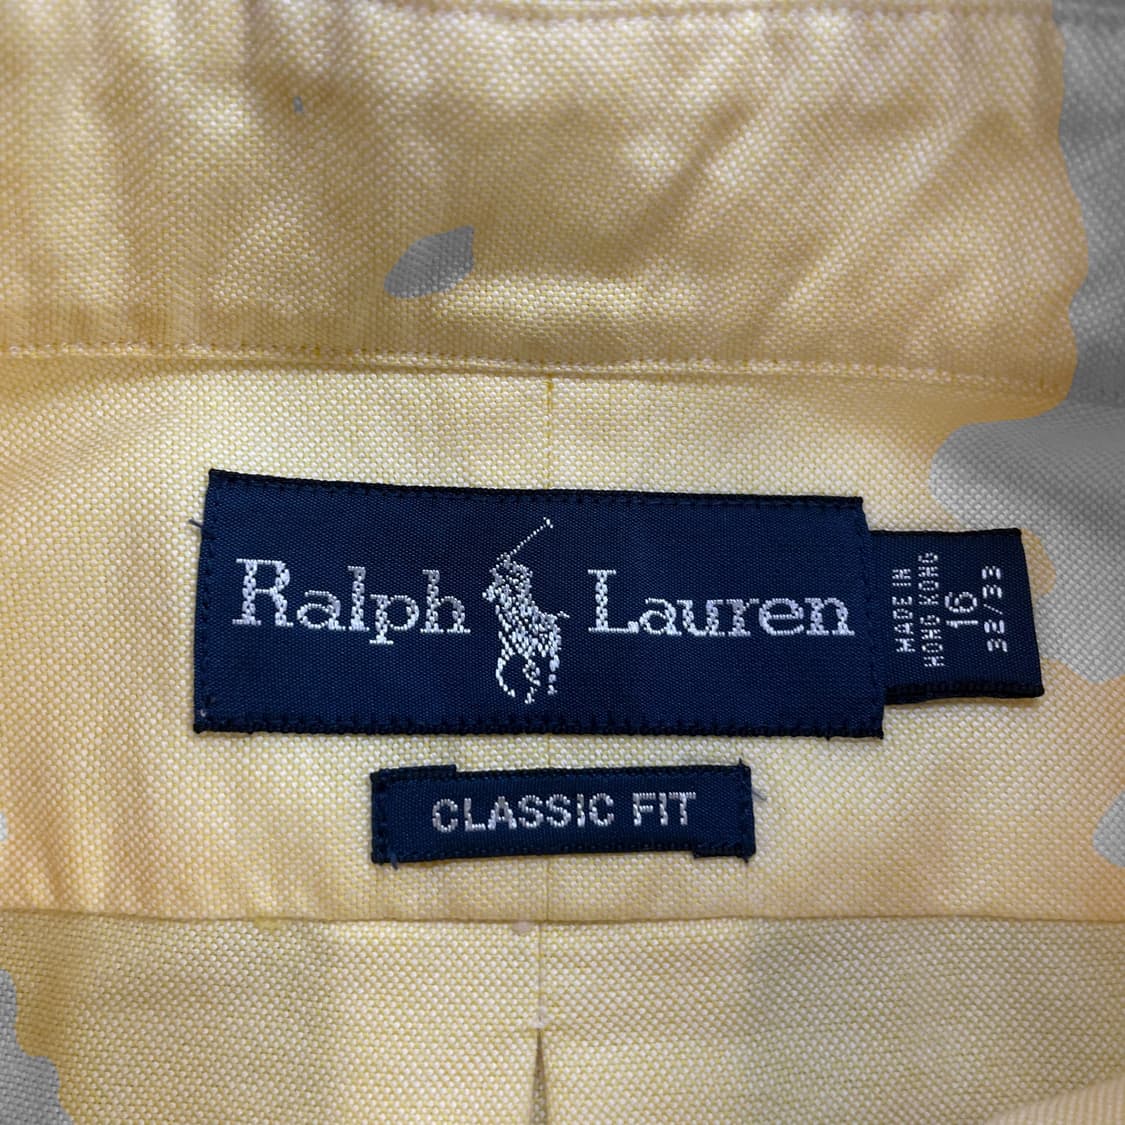 Ralph Lauren
MADE IN
HONG KONG
16
32/33
CLASSIC FIT